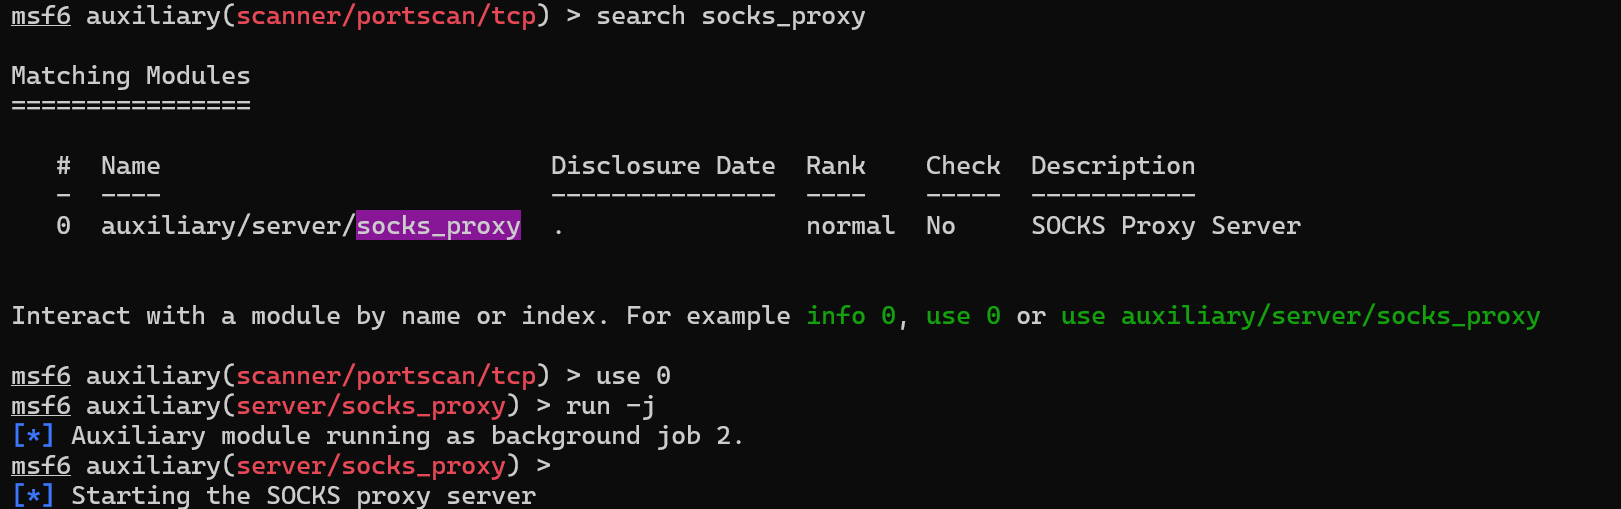 msf6 auxiliary(scanner/portscan/tcp) > search socks_proxy
Matching Modules
================
# Name Disclosure Date Rank Check Description
- ---- --------------- ---- ----- -----------
0 auxiliary/server/socks_proxy . normal No SOCKS Proxy Server
Interact with a module by name or index. For example info 0, use 0 or use auxiliary/server/socks_proxy
msf6 auxiliary(scanner/portscan/tcp) > use 0
msf6 auxiliary(server/socks_proxy) > run -j
[*] Auxiliary module running as background job 2.
msf6 auxiliary(server/socks_proxy) >
[*] Starting the SOCKS proxy server